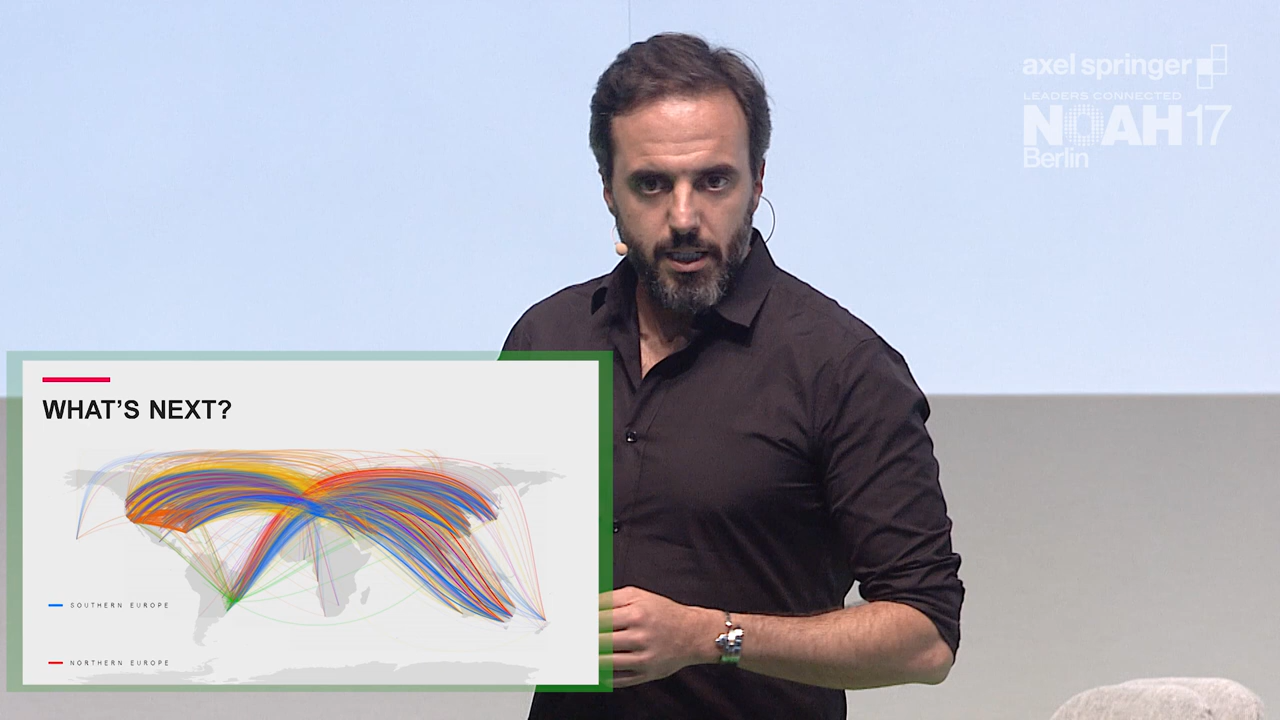 axel springer
LEADERS CONNECTED
NOAH17
Berlin
WHAT'S NEXT?
SOUTHERN EUROPE
NORTHERN EUROPE